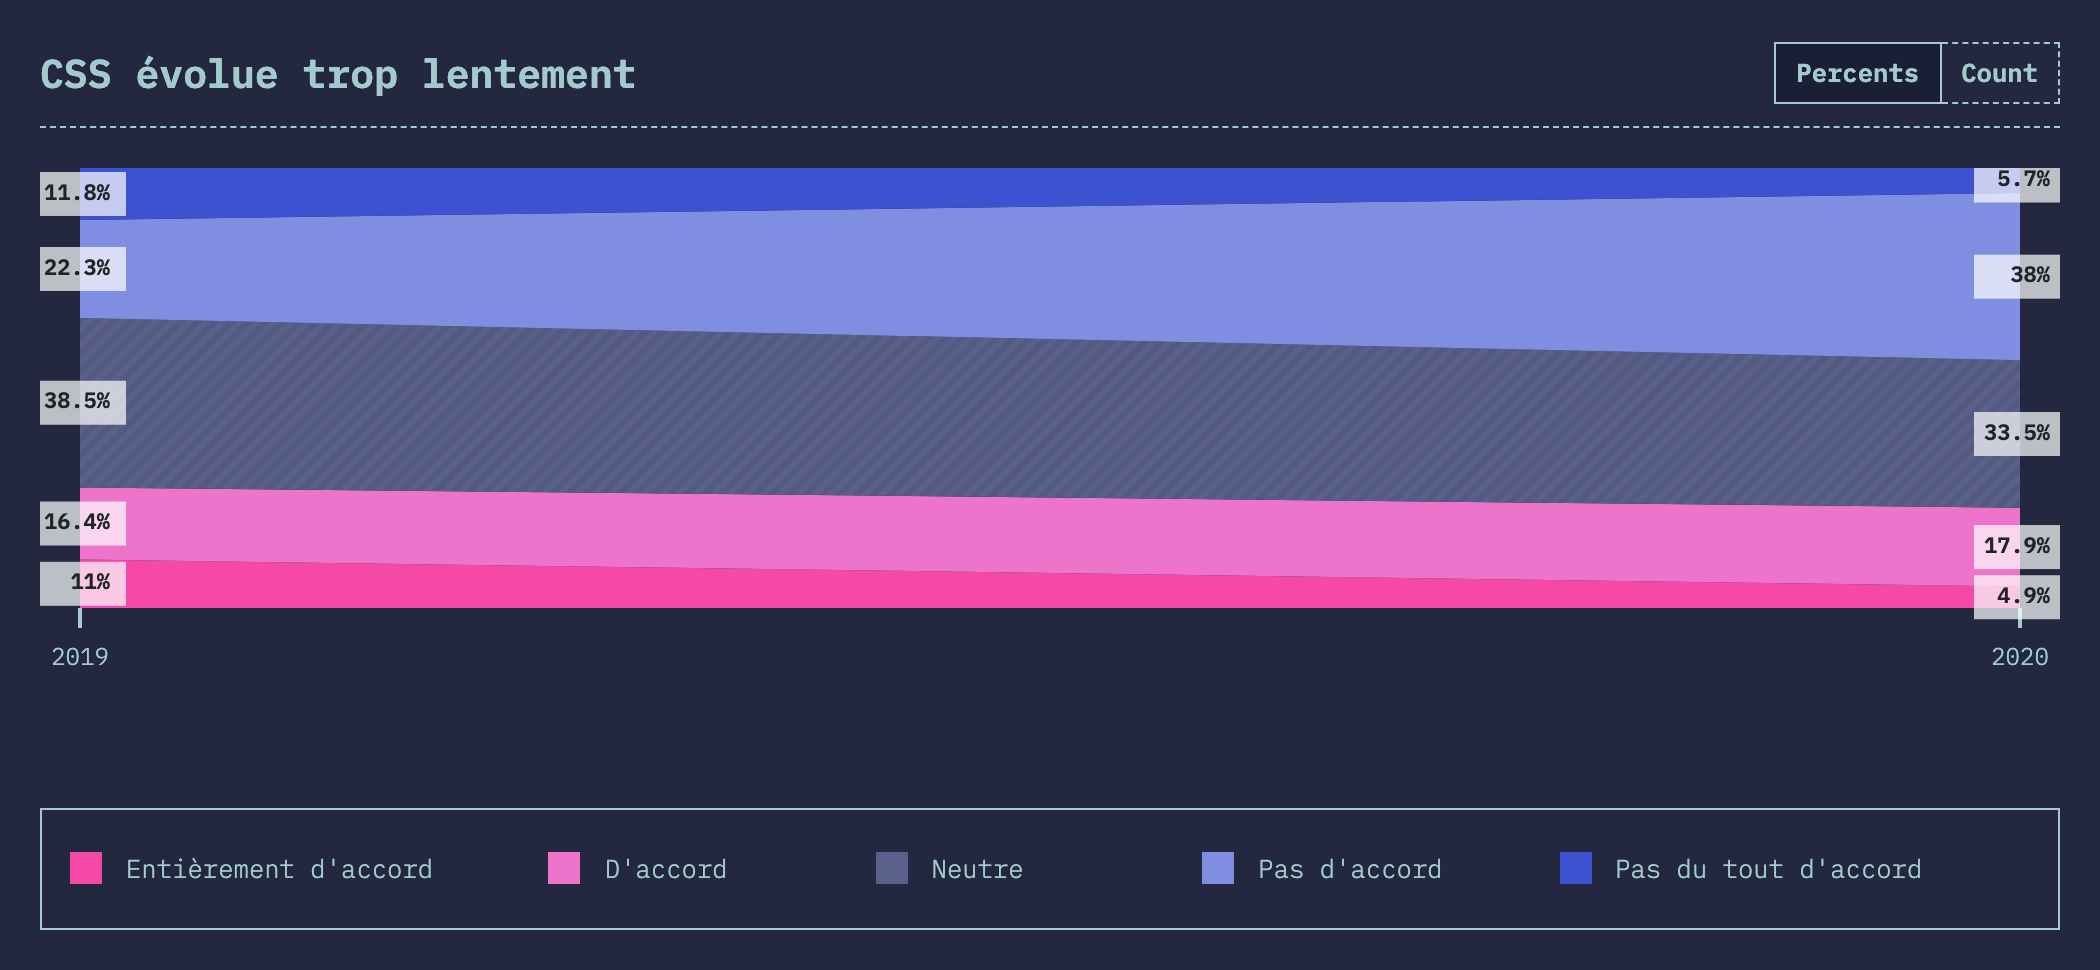 CSS évolue trop lentement
Percents Count
11.8% 5.7%
22.3% 38%
38.5% 33.5%
16.4% 17.9%
11% 4.9%
2019 2020
Entièrement d'accord D'accord Neutre Pas d'accord Pas du tout d'accord